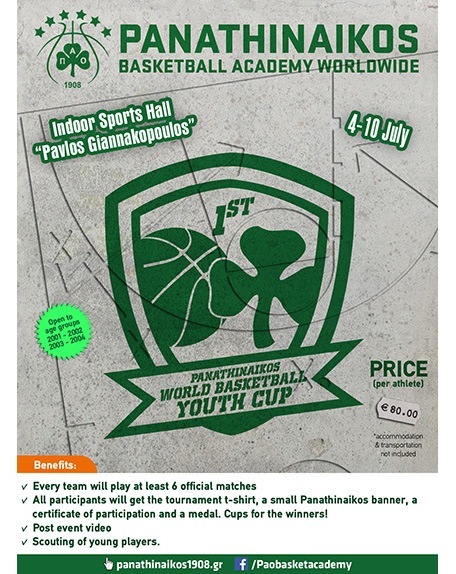 PANATHINAIKOS
BASKETBALL ACADEMY WORLDWIDE
Π Α Ο
1908
Indoor Sports Hall
“Pavlos Giannakopoulos”
4-10 July
1ST
Open to
age groups
2001 - 2002
2003 - 2004
PANATHINAIKOS
WORLD BASKETBALL
YOUTH CUP
PRICE
(per athlete)
€ 80.00
*accommodation
& transportation
not included
Benefits:
✓ Every team will play at least 6 official matches
✓ All participants will get the tournament t-shirt, a small Panathinaikos banner, a
certificate of participation and a medal. Cups for the winners!
✓ Post event video
✓ Scouting of young players.
panathinaikos1908.gr f /Paobasketacademy